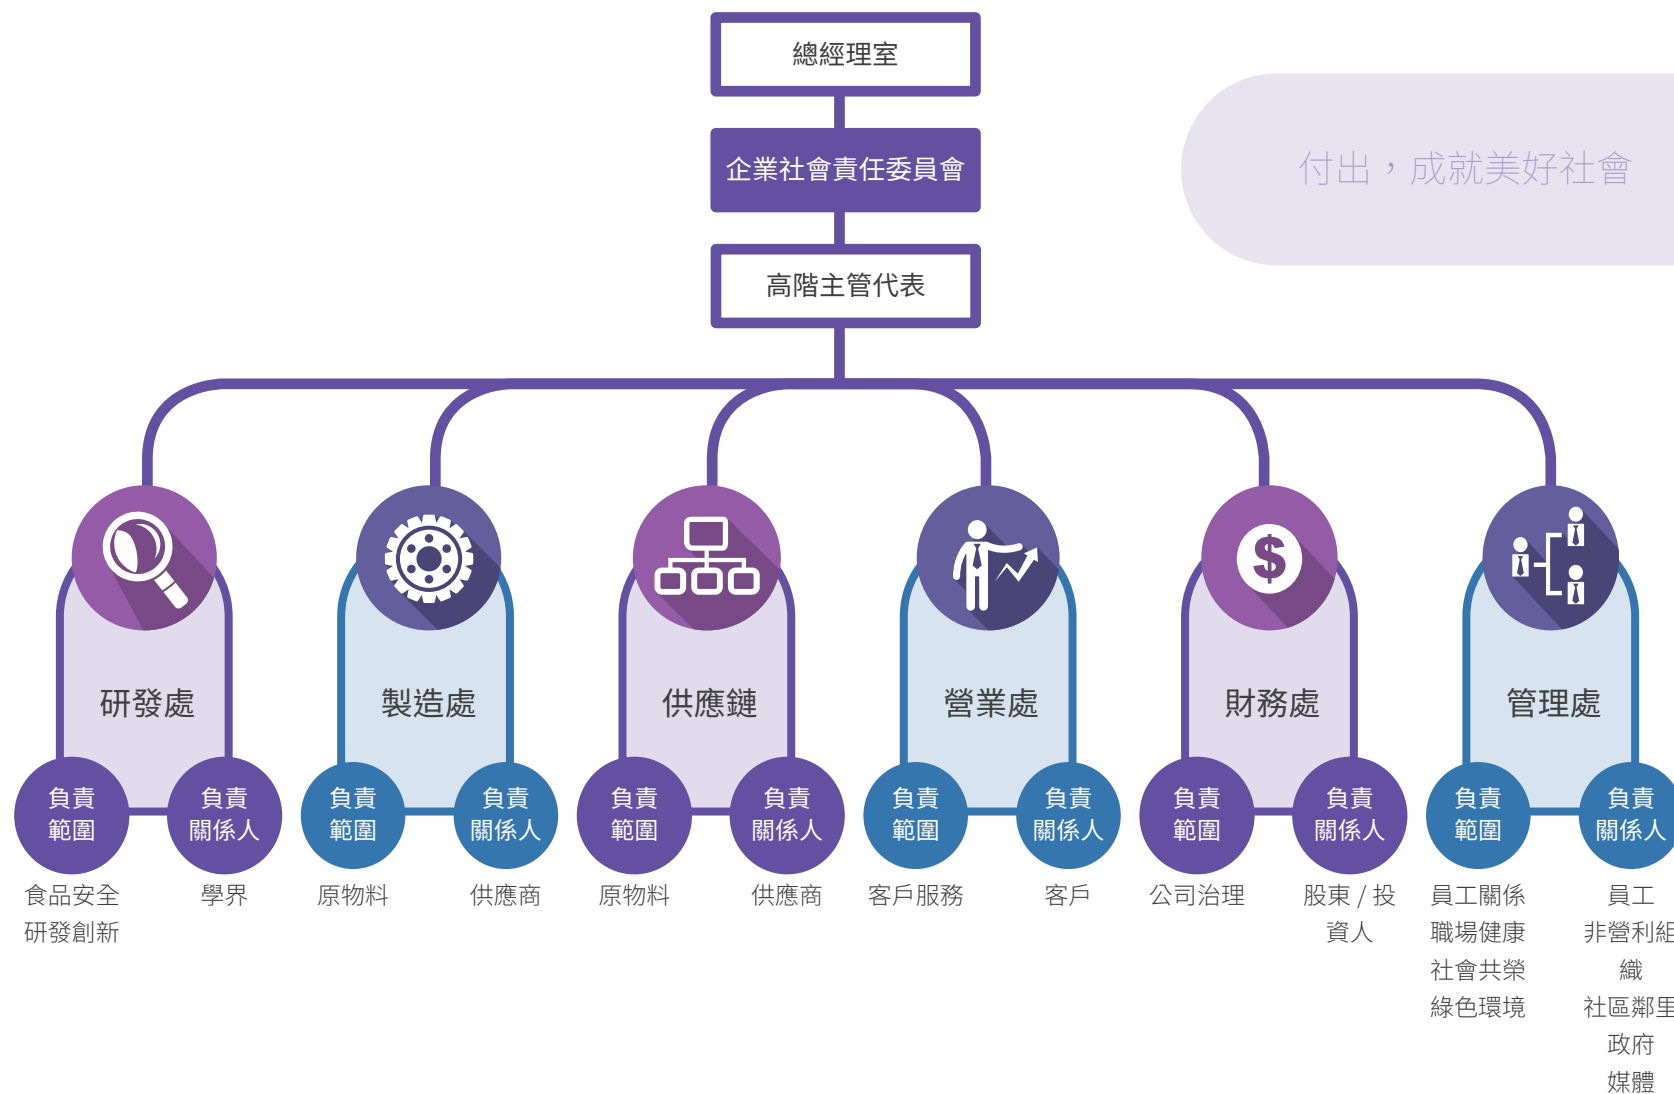 總經理室
企業社會責任委員會
付出，成就美好社會
高階主管代表
研發處
製造處
供應鏈
營業處
財務處
管理處
負責
範圍
負責
關係人
負責
範圍
負責
關係人
負責
範圍
負責
關係人
負責
範圍
負責
關係人
負責
範圍
負責
關係人
負責
範圍
負責
關係人
食品安全
研發創新
學界
原物料
供應商
原物料
供應商
客戶服務
客戶
公司治理
股東 / 投
資人
員工關係
職場健康
社會共榮
綠色環境
員工
非營利組
織
社區鄰里
政府
媒體